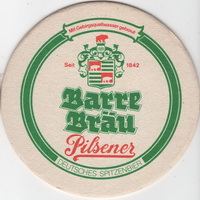 Mit Gebirgsquellwasser gebraut
Seit 1842
Barre
Bräu
Pilsener
DEUTSCHES SPITZENBIER